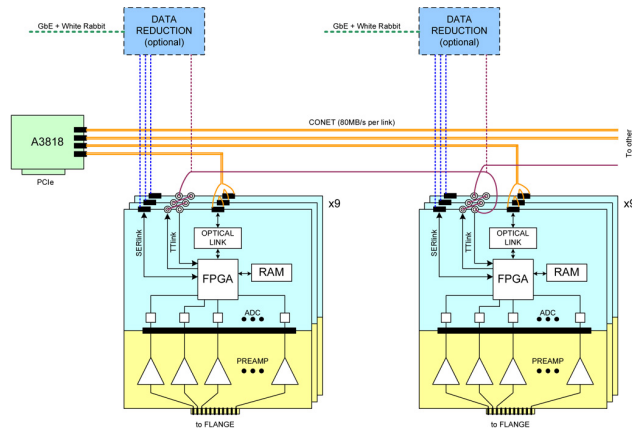 GbE + White Rabbit
DATA
REDUCTION
(optional)
GbE + White Rabbit
DATA
REDUCTION
(optional)
A3818
CONET (80MB/s per link)
To other
PCIe
x9
x9
SERlink
TTlink
OPTICAL
LINK
FPGA
RAM
ADC
PREAMP
to FLANGE
SERlink
TTlink
OPTICAL
LINK
FPGA
RAM
ADC
PREAMP
to FLANGE